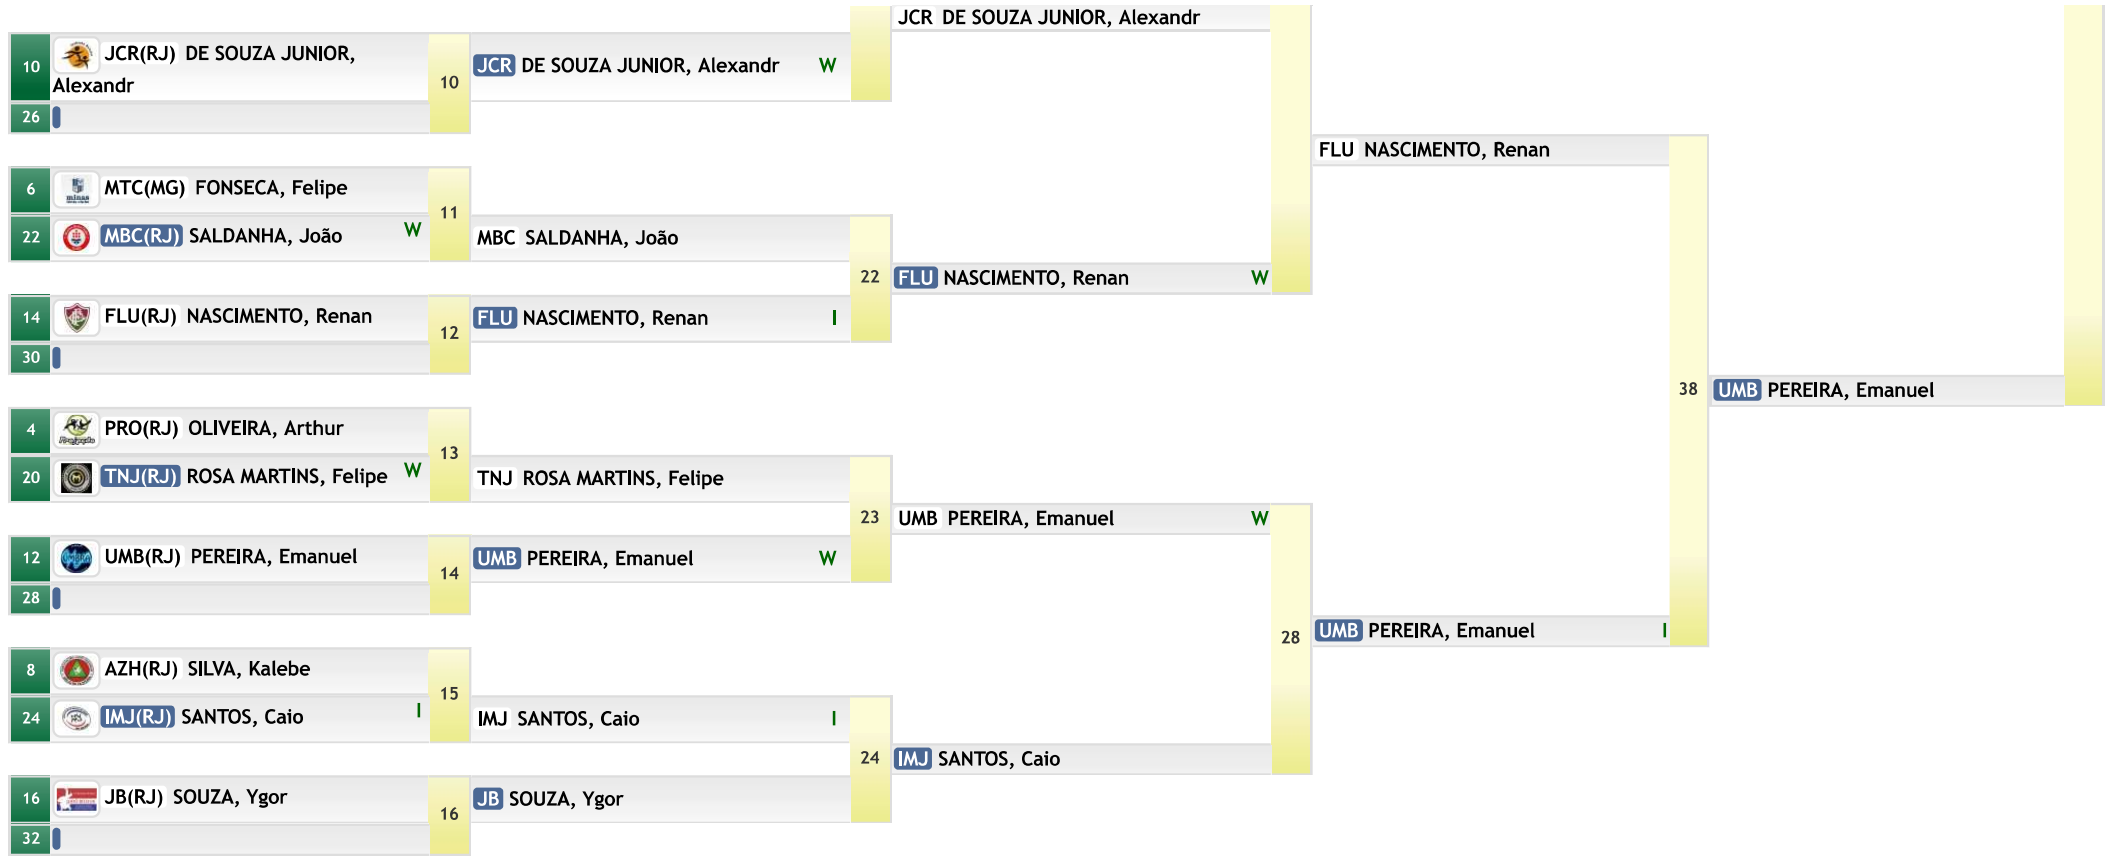 JCR DE SOUZA JUNIOR, Alexandr
10 JCR(RJ) DE SOUZA JUNIOR,
Alexandr
10
JCR DE SOUZA JUNIOR, Alexandr W
26
FLU NASCIMENTO, Renan
6 MTC(MG) FONSECA, Felipe
minas
11
22 MBC(RJ) SALDANHA, João W
MBC SALDANHA, João
22
FLU NASCIMENTO, Renan W
14 FLU(RJ) NASCIMENTO, Renan
12
FLU NASCIMENTO, Renan I
30
38
UMB PEREIRA, Emanuel
4 PRO(RJ) OLIVEIRA, Arthur
13
20 TNJ(RJ) ROSA MARTINS, Felipe W
TNJ ROSA MARTINS, Felipe
23
UMB PEREIRA, Emanuel W
12 UMB(RJ) PEREIRA, Emanuel
14
UMB PEREIRA, Emanuel W
28
28
UMB PEREIRA, Emanuel I
8 AZH(RJ) SILVA, Kalebe
15
24 IMJ(RJ) SANTOS, Caio I
IMJ SANTOS, Caio I
24
IMJ SANTOS, Caio
16 JB(RJ) SOUZA, Ygor
16
JB SOUZA, Ygor
32